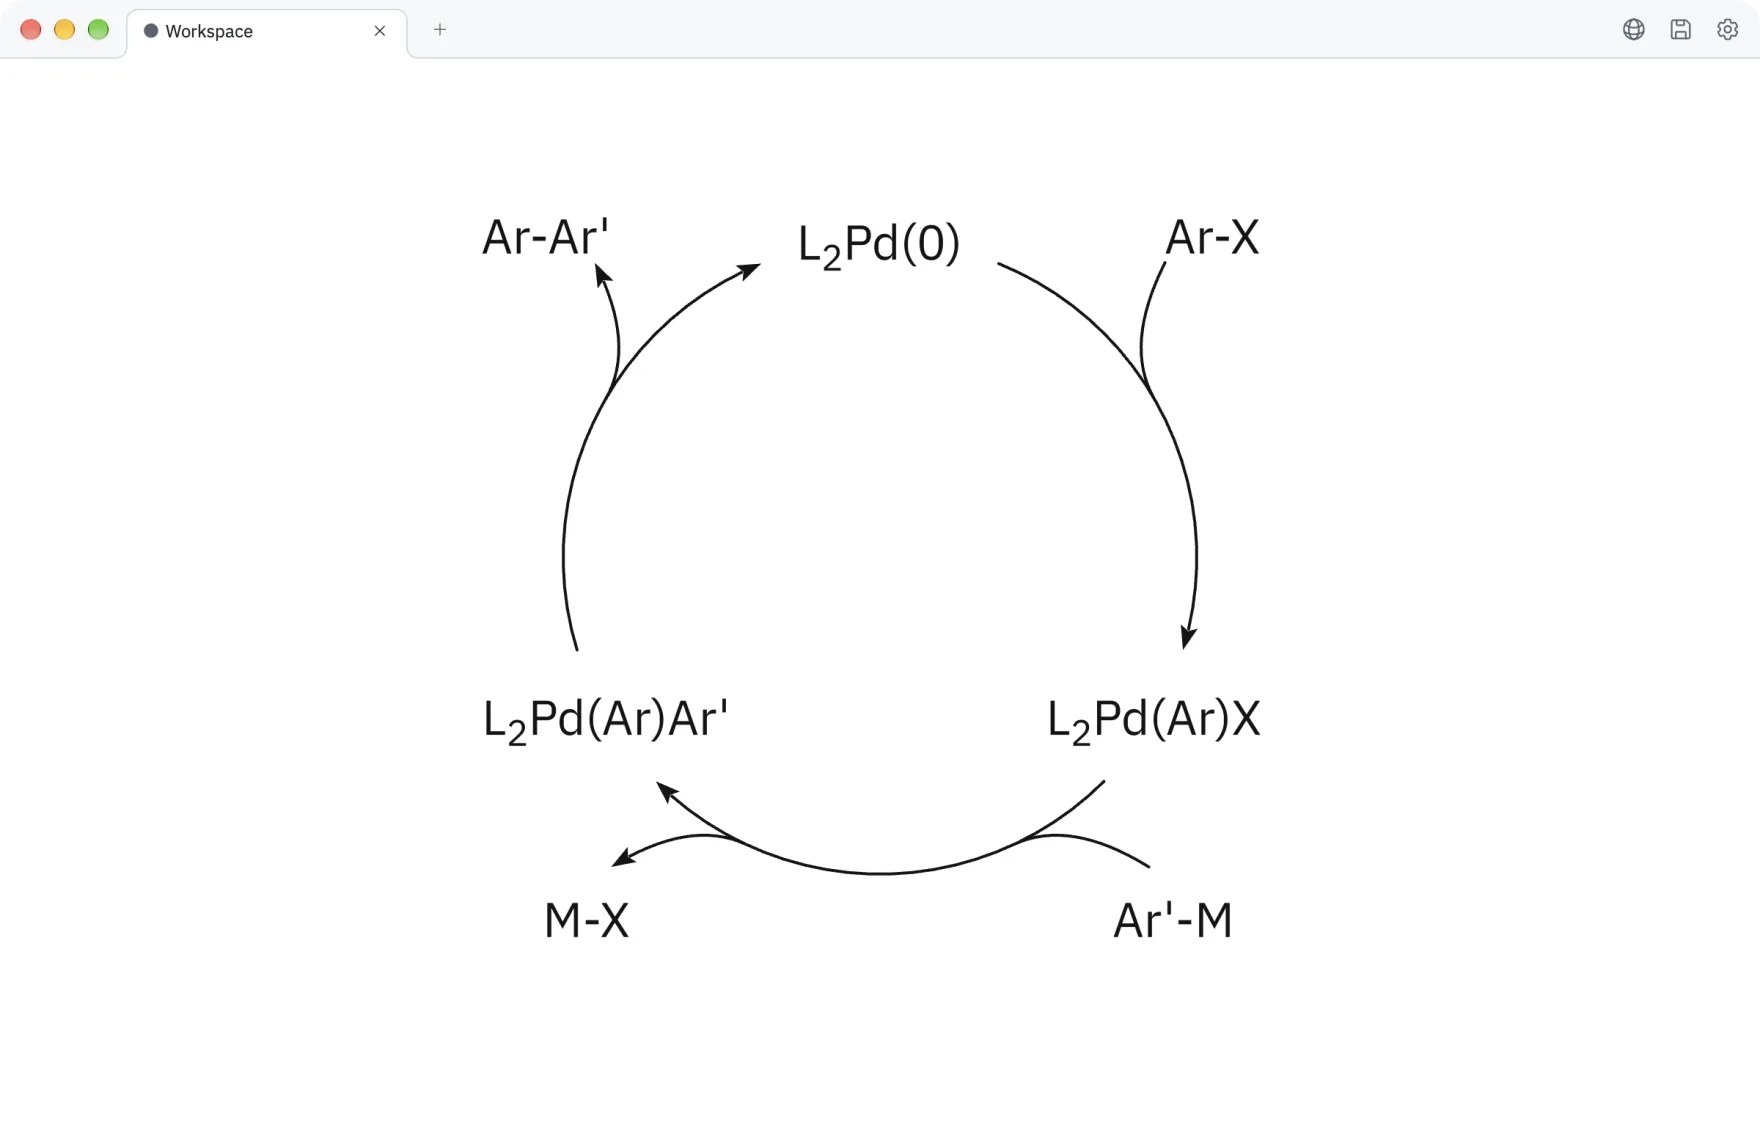 Workspace
Ar-Ar'
L₂Pd(0)
Ar-X
L₂Pd(Ar)Ar'
L₂Pd(Ar)X
M-X
Ar'-M